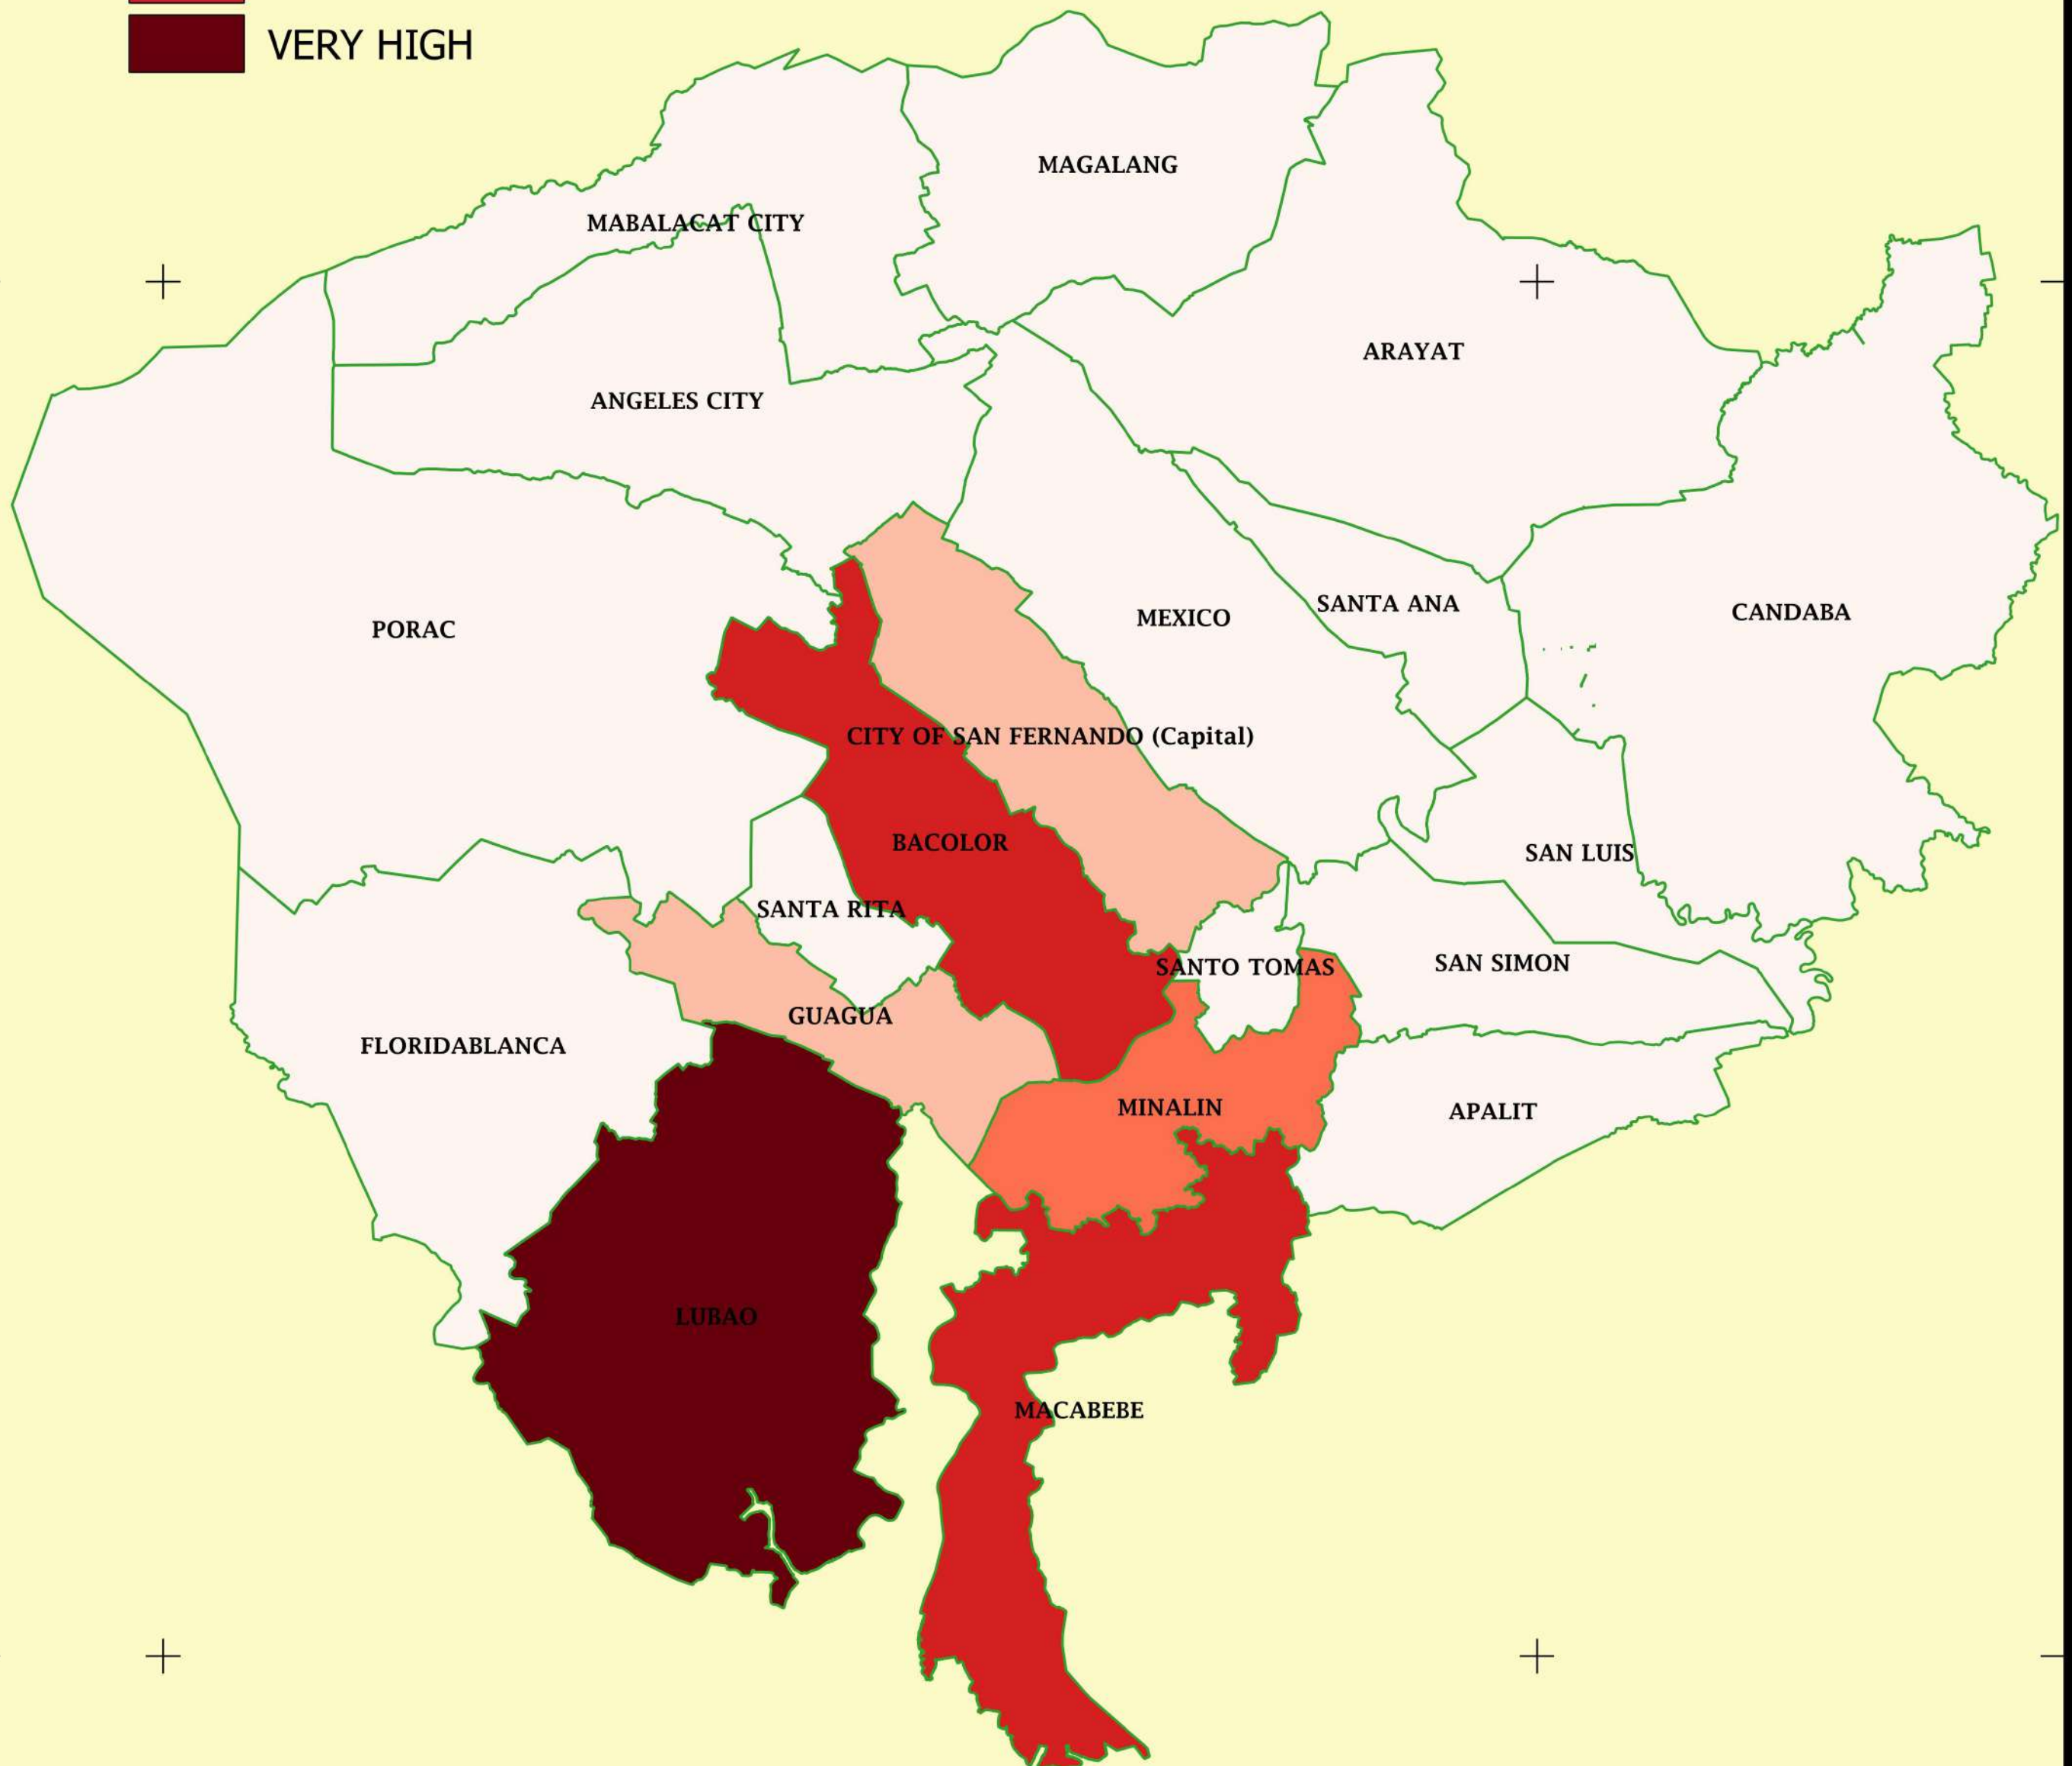 VERY HIGH
MAGALANG
MABALACAT CITY
ARAYAT
ANGELES CITY
SANTA ANA
CANDABA
MEXICO
PORAC
CITY OF SAN FERNANDO (Capital)
BACOLOR
SAN LUIS
SANTA RITA
SAN SIMON
SANTO TOMAS
GUAGUA
FLORIDABLANCA
MINALIN
APALIT
LUBAO
MACABEBE